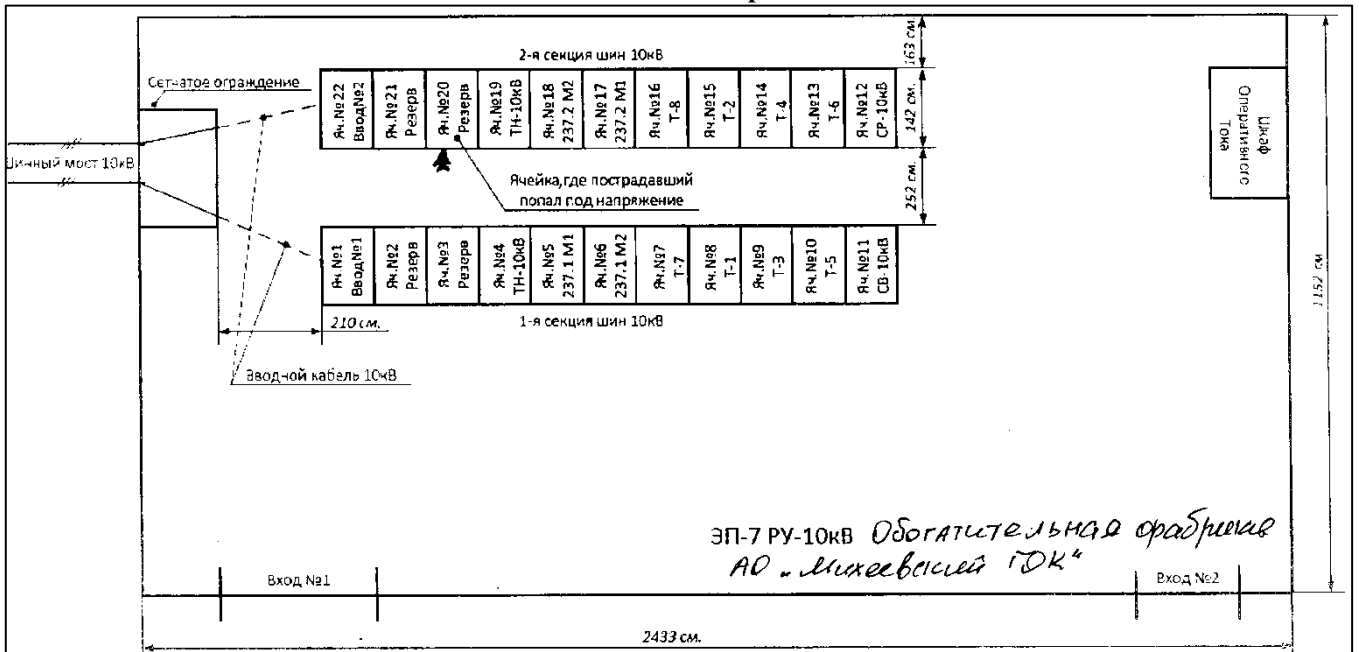 2-я секция шин 10кВ
163 см.
Сетчатое ограждение
Яч.№22
Ввод№2
Яч.№21
Резерв
Яч.№20
Резерв
Яч.№19
ТН-10кВ
Яч.№18
237.2 М2
Яч.№17
237.2 М1
Яч.№16
Т-8
Яч.№15
Т-2
Яч.№14
Т-4
Яч.№13
Т-6
Яч.№12
СР-10кВ
142 см.
Шкаф
Оперативного
Тока
Шинный мост 10кВ
Ячейка, где пострадавший
попал под напряжение
252 см.
Яч.№1
Ввод№1
Яч.№2
Резерв
Яч.№3
Резерв
Яч.№4
ТН-10кВ
Яч.№5
237.1 М1
Яч.№6
237.1 М2
Яч.№7
Т-7
Яч.№8
Т-1
Яч.№9
Т-3
Яч.№10
Т-5
Яч.№11
СВ-10кВ
1152 см
210 см.
1-я секция шин 10кВ
Вводной кабель 10кВ
ЭП-7 РУ-10кВ Обогатительная фабрика
АО "Михеевский ГОК"
Вход №1
Вход №2
2433 см.